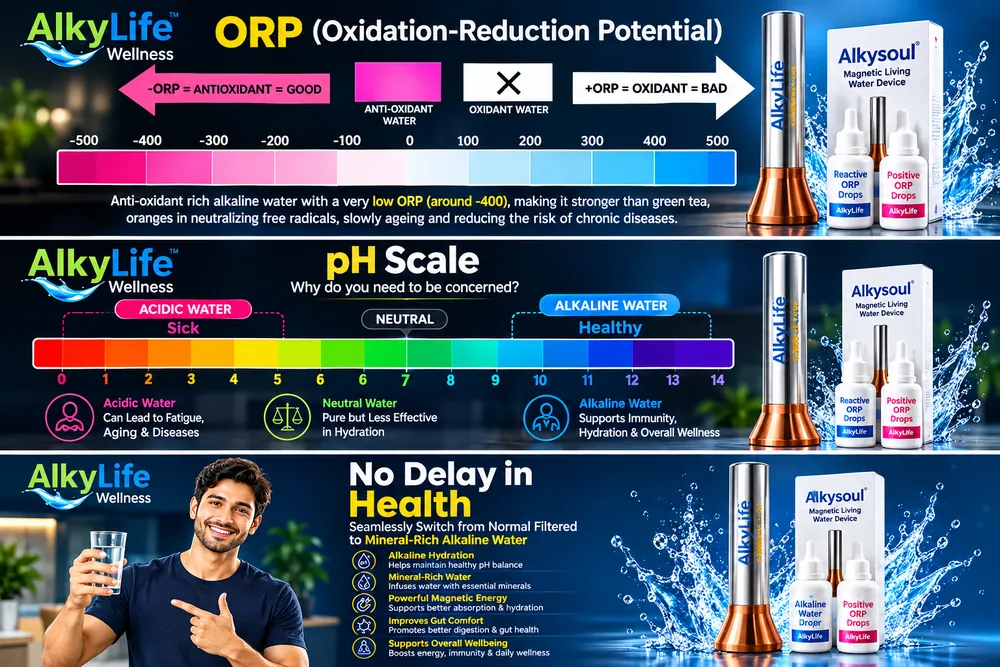 AlkyLife™
Wellness
ORP (Oxidation-Reduction Potential)
-ORP = ANTIOXIDANT = GOOD
ANTI-OXIDANT
WATER
OXIDANT WATER
+ORP = OXIDANT = BAD
-500 -400 -300 -200 -100 0 100 200 300 400 500
Anti-oxidant rich alkaline water with a very low ORP (around -400), making it stronger than green tea,
oranges in neutralizing free radicals, slowly ageing and reducing the risk of chronic diseases.
AlkyLife
Alkysoul®
Magnetic Living
Water Device
Reactive
ORP
Drops
AlkyLife
Positive
ORP
Drops
AlkyLife
AlkyLife™
Wellness
pH Scale
Why do you need to be concerned?
ACIDIC WATER
Sick
NEUTRAL
ALKALINE WATER
Healthy
0 1 2 3 4 5 6 6 7 8 9 10 11 12 13 14
Acidic Water
Can Lead to Fatigue,
Aging & Diseases
Neutral Water
Pure but Less Effective
in Hydration
Alkaline Water
Supports Immunity,
Hydration & Overall Wellness
AlkyLife
Alkysoul®
Magnetic Living
Water Device
Reactive
ORP
Drops
AlkyLife
Positive
ORP
Drops
AlkyLife
AlkyLife™
Wellness
No Delay in
Health
Seamlessly Switch from Normal Filtered
to Mineral-Rich Alkaline Water
Alkaline Hydration
Helps maintain healthy pH balance
Mineral-Rich Water
Infuses water with essential minerals
Powerful Magnetic Energy
Supports better absorption & hydration
Improves Gut Comfort
Promotes better digestion & gut health
Supports Overall Wellbeing
Boosts energy, immunity & daily wellness
AlkyLife
Alkysoul®
Magnetic Living
Water Device
Alkaline
Water
Dropr
AlkyLife
Positive
ORP
Drops
AlkyLife